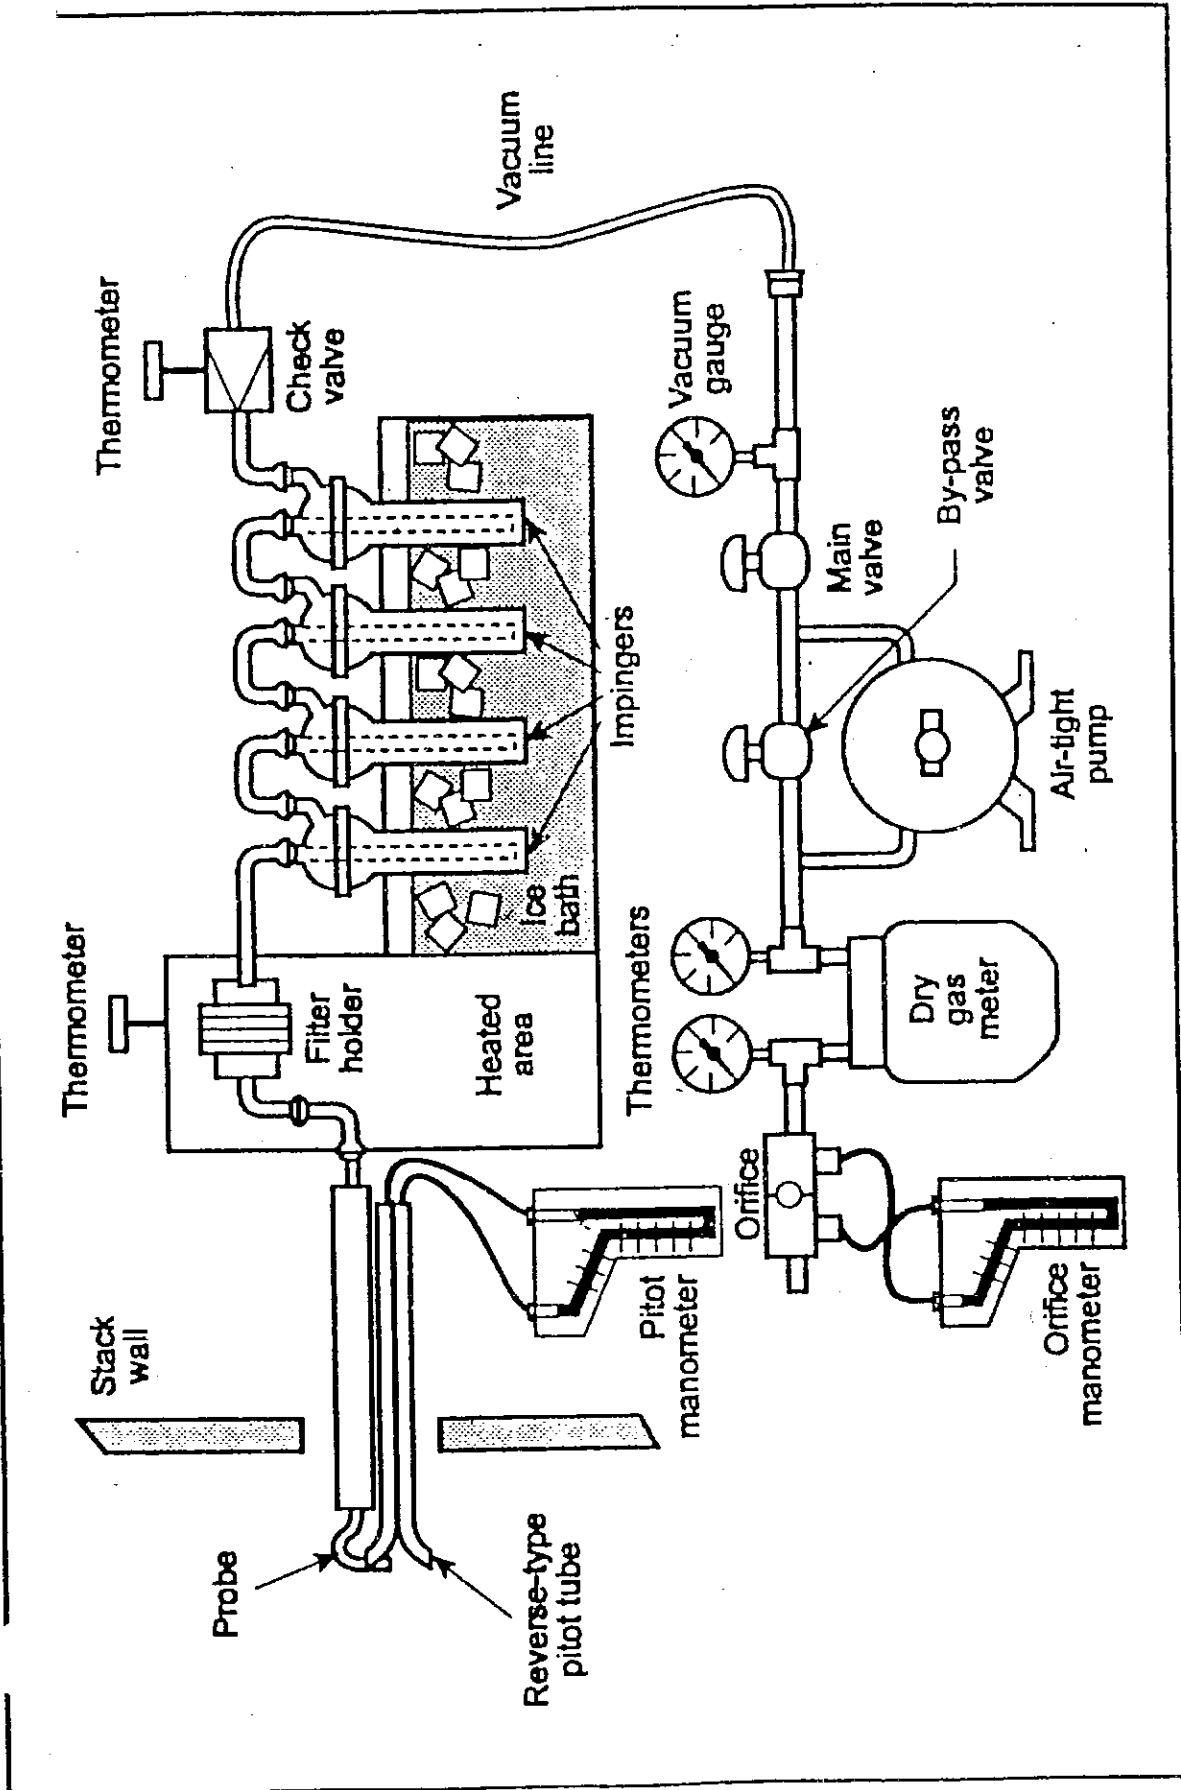 Thermometer
Thermometer
Check
valve
Vacuum
line
Filter
holder
Heated
area
Ice
bath
Impingers
Stack
wall
Probe
Reverse-type
pitot tube
Pitot
manometer
Thermometers
Vacuum
gauge
Main
valve
By-pass
valve
Orifice
Dry
gas
meter
Air-tight
pump
Orifice
manometer